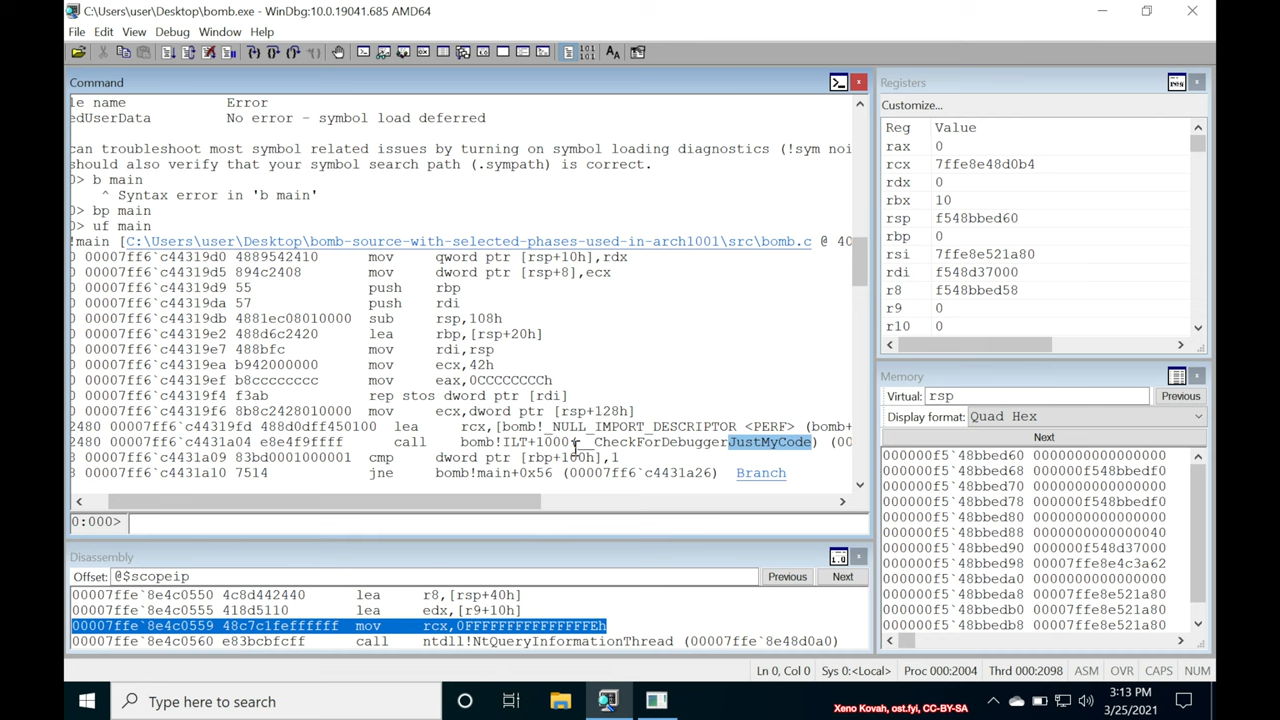 C:\Users\user\Desktop\bomb.exe - WinDbg:10.0.19041.685 AMD64
File Edit View Debug Window Help
Command
le name Error
edUserData No error - symbol load deferred
can troubleshoot most symbol related issues by turning on symbol loading diagnostics (!sym noi
should also verify that your symbol search path (.sympath) is correct.
0> b main
^ Syntax error in 'b main'
0> bp main
0> uf main
!main [C:\Users\user\Desktop\bomb-source-with-selected-phases-used-in-arch1001\src\bomb.c @ 40
0 00007ff6`c44319d0 4889542410 mov qword ptr [rsp+10h],rdx
0 00007ff6`c44319d5 894c2408 mov dword ptr [rsp+8],ecx
0 00007ff6`c44319d9 55 push rbp
0 00007ff6`c44319da 57 push rdi
0 00007ff6`c44319db 4881ec08010000 sub rsp,108h
0 00007ff6`c44319e2 488d6c2420 lea rbp,[rsp+20h]
0 00007ff6`c44319e7 488bfc mov rdi,rsp
0 00007ff6`c44319ea b942000000 mov ecx,42h
0 00007ff6`c44319ef b8cccccccc mov eax,0CCCCCCCCh
0 00007ff6`c44319f4 f3ab rep stos dword ptr [rdi]
0 00007ff6`c44319f6 8b8c2428010000 mov ecx,dword ptr [rsp+128h]
2480 00007ff6`c44319fd 488d0dff450100 lea rcx,[bomb!_NULL_IMPORT_DESCRIPTOR <PERF> (bomb+
2480 00007ff6`c4431a04 e8e4f9ffff call bomb!ILT+1000 CheckForDebuggerJustMyCode) (00
3 00007ff6`c4431a09 83bd0001000001 cmp dword ptr [rbp+100h],1
3 00007ff6`c4431a10 7514 jne bomb!main+0x56 (00007ff6`c4431a26) Branch
0:000>
Disassembly
Offset: @$scopeip Previous Next
00007ffe`8e4c0550 4c8d442440 lea r8,[rsp+40h]
00007ffe`8e4c0555 418d5110 lea edx,[r9+10h]
00007ffe`8e4c0559 48c7c1feffffff mov rcx,0FFFFFFFFFFFFFFFEh
00007ffe`8e4c0560 e83bcbfcff call ntdll!NtQueryInformationThread (00007ffe`8e48d0a0)
Registers
Customize...
Reg Value
rax 0
rcx 7ffe8e48d0b4
rdx 0
rbx 10
rsp f548bbed60
rbp 0
rsi 7ffe8e521a80
rdi f548d37000
r8 f548bbed58
r9 0
r10 0
Memory
Virtual: rsp Previous
Display format: Quad Hex
Next
000000f5`48bbed60 0000000000000000
000000f5`48bbed68 0000000000000000
000000f5`48bbed70 0000000000000000
000000f5`48bbed78 000000f548bbedf0
000000f5`48bbed80 0000000000000000
000000f5`48bbed88 0000000000000040
000000f5`48bbed90 000000f548d37000
000000f5`48bbed98 00007ffe8e4c3a62
000000f5`48bbeda0 0000000000000000
000000f5`48bbeda8 00007ffe8e521a80
000000f5`48bbedb0 00007ffe8e521a80
000000f5`48bbedb8 00007ffe8e521a80
Ln 0, Col 0 Sys 0:<Local> Proc 000:2004 Thrd 000:2098 ASM OVR CAPS NUM
Type here to search
Xeno Kovah, ost.fyi, CC-BY-SA
3:13 PM
3/25/2021